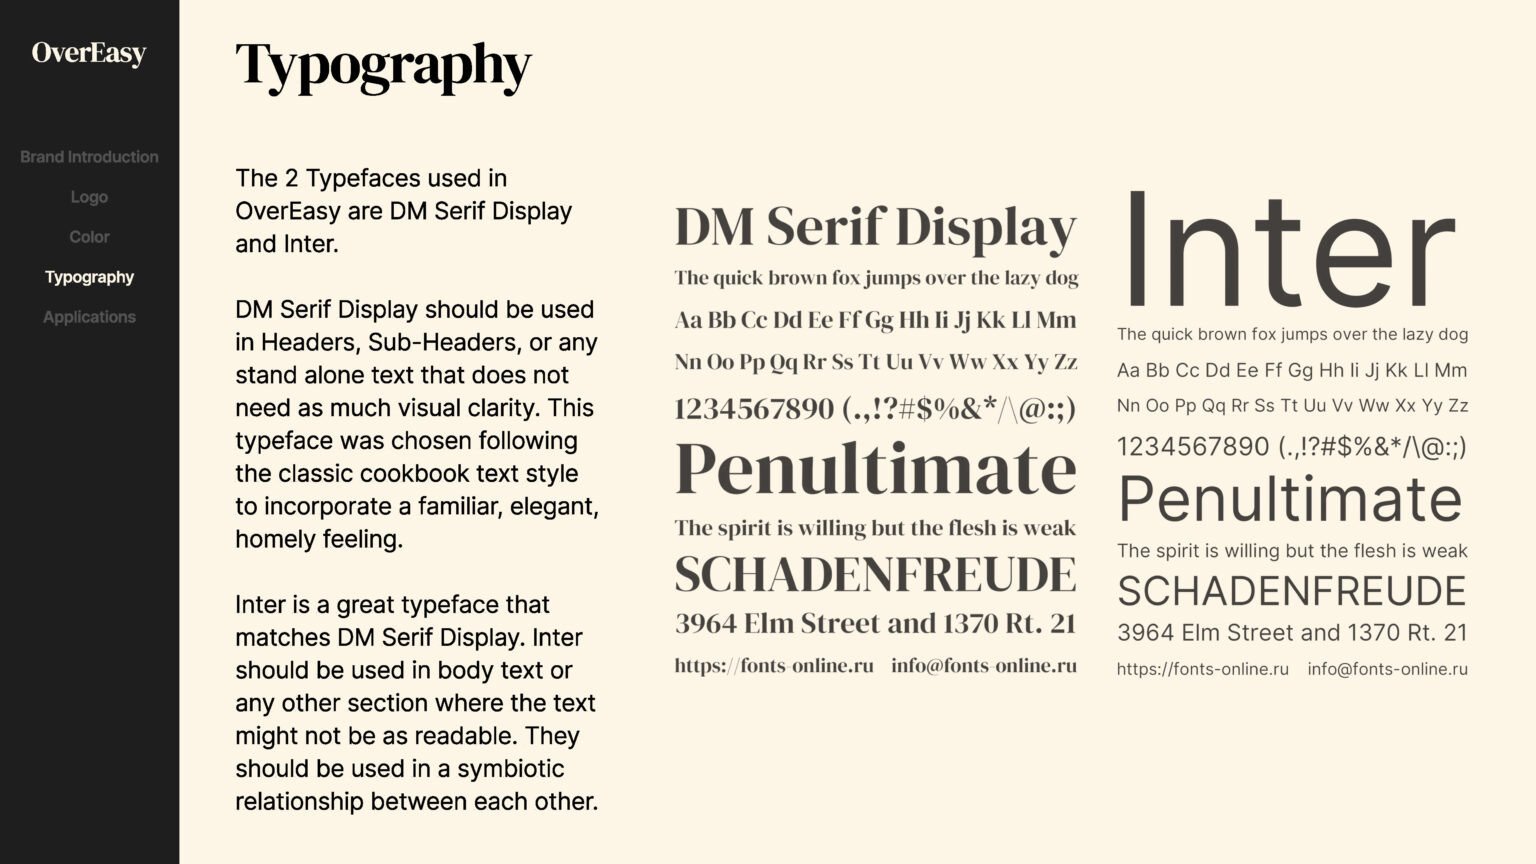 OverEasy
Brand Introduction
Logo
Color
Typography
Applications
Typography
The 2 Typefaces used in
OverEasy are DM Serif Display
and Inter.
DM Serif Display should be used
in Headers, Sub-Headers, or any
stand alone text that does not
need as much visual clarity. This
typeface was chosen following
the classic cookbook text style
to incorporate a familiar, elegant,
homely feeling.
Inter is a great typeface that
matches DM Serif Display. Inter
should be used in body text or
any other section where the text
might not be as readable. They
should be used in a symbiotic
relationship between each other.
DM Serif Display
The quick brown fox jumps over the lazy dog
Aa Bb Cc Dd Ee Ff Gg Hh Ii Jj Kk Ll Mm
Nn Oo Pp Qq Rr Ss Tt Uu Vv Ww Xx Yy Zz
1234567890 (.,!?#$%&*/\@:;)
Penultimate
The spirit is willing but the flesh is weak
SCHADENFREUDE
3964 Elm Street and 1370 Rt. 21
https://fonts-online.ru info@fonts-online.ru
Inter
The quick brown fox jumps over the lazy dog
Aa Bb Cc Dd Ee Ff Gg Hh Ii Jj Kk Ll Mm
Nn Oo Pp Qq Rr Ss Tt Uu Vv Ww Xx Yy Zz
1234567890 (.,!?#$%&*/\@:;)
Penultimate
The spirit is willing but the flesh is weak
SCHADENFREUDE
3964 Elm Street and 1370 Rt. 21
https://fonts-online.ru info@fonts-online.ru